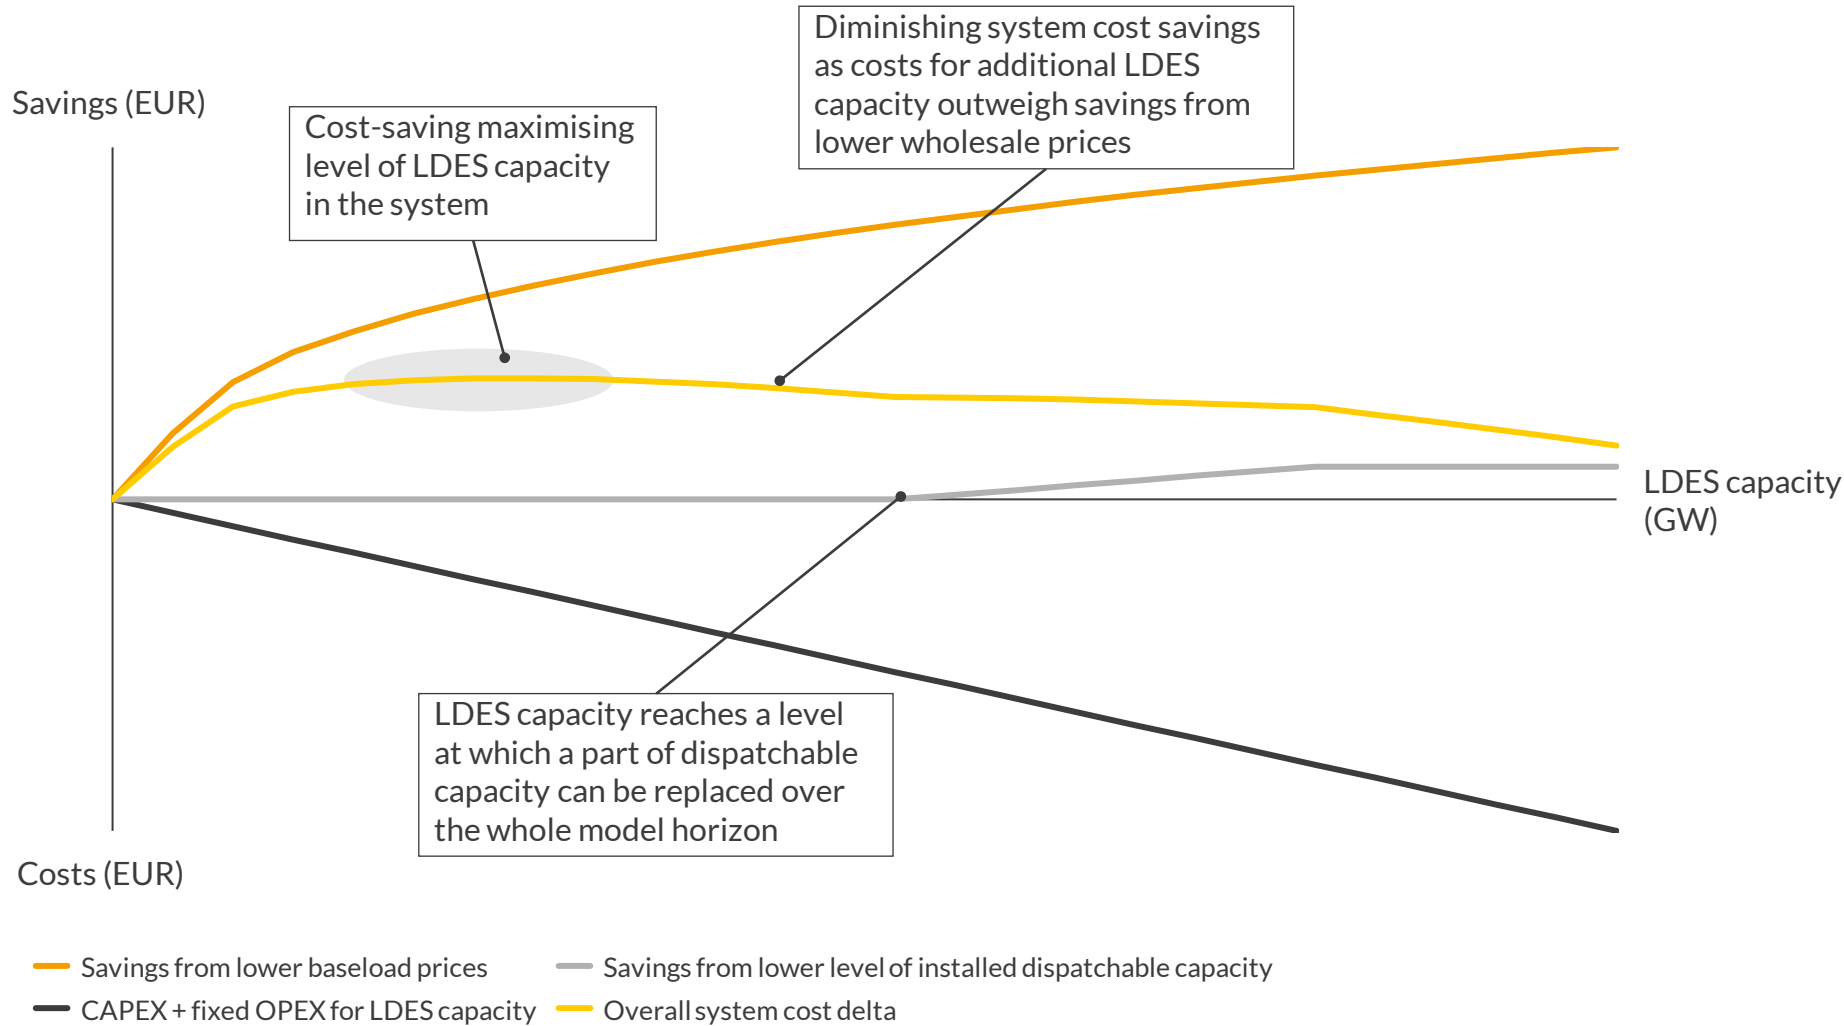 Diminishing system cost savings
as costs for additional LDES
capacity outweigh savings from
lower wholesale prices
Savings (EUR)
Cost-saving maximising
level of LDES capacity
in the system
LDES capacity
(GW)
LDES capacity reaches a level
at which a part of dispatchable
capacity can be replaced over
the whole model horizon
Costs (EUR)
Savings from lower baseload prices
Savings from lower level of installed dispatchable capacity
CAPEX + fixed OPEX for LDES capacity
Overall system cost delta